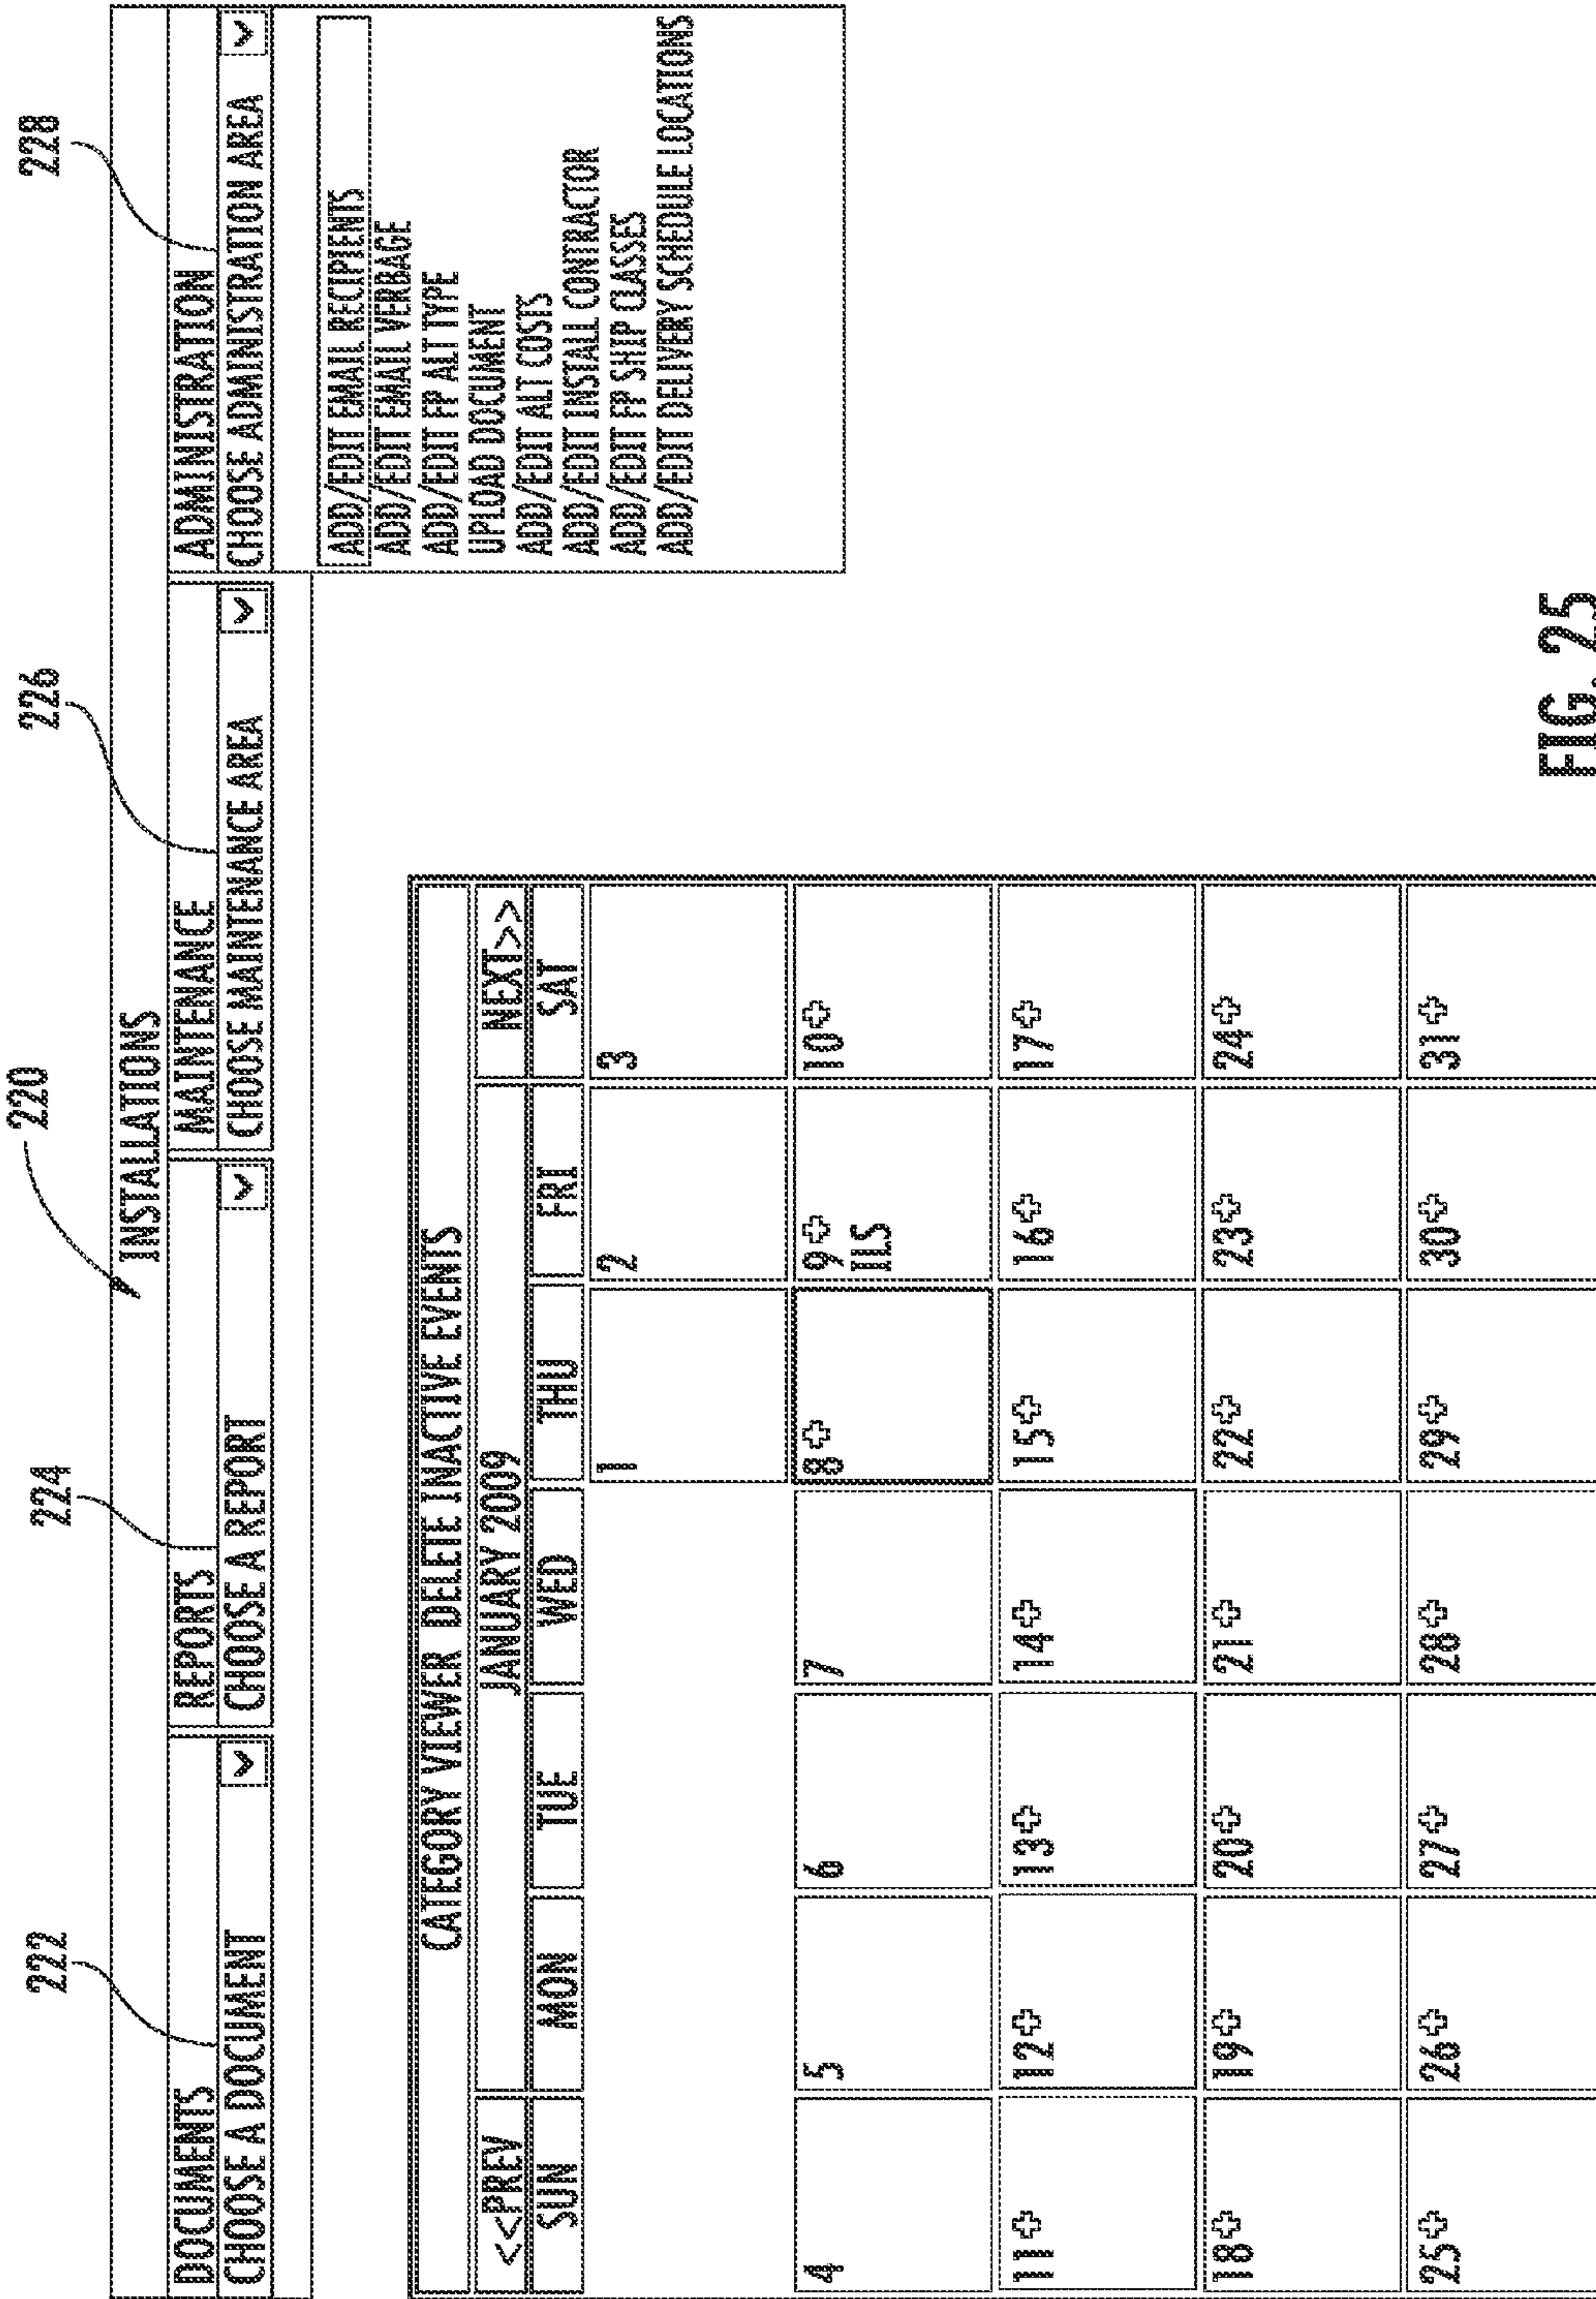 220
222
224
226
228
INSTALLATIONS
DOCUMENTS
REPORTS
MAINTENANCE
ADMINISTRATION
CHOOSE A DOCUMENT
CHOOSE A REPORT
CHOOSE MAINTENANCE AREA
CHOOSE ADMINISTRATION AREA
ADD/EDIT EMAIL RECIPIENTS
ADD/EDIT EMAIL VERBAGE
ADD/EDIT FP ALT TYPE
UPLOAD DOCUMENT
ADD/EDIT ALT COSTS
ADD/EDIT INSTALL CONTRACTOR
ADD/EDIT FP SHIP CLASSES
ADD/EDIT DELIVERY SCHEDULE LOCATIONS
CATEGORY VIEWER DELETE INACTIVE EVENTS
<<PREV JANUARY 2009 NEXT>>
SUN MON TUE WED THU FRI SAT
1 2 3
4 5 6 7 8 9 10
ILS
11 12 13 14 15 16 17
18 19 20 21 22 23 24
25 26 27 28 29 30 31
FIG. 25